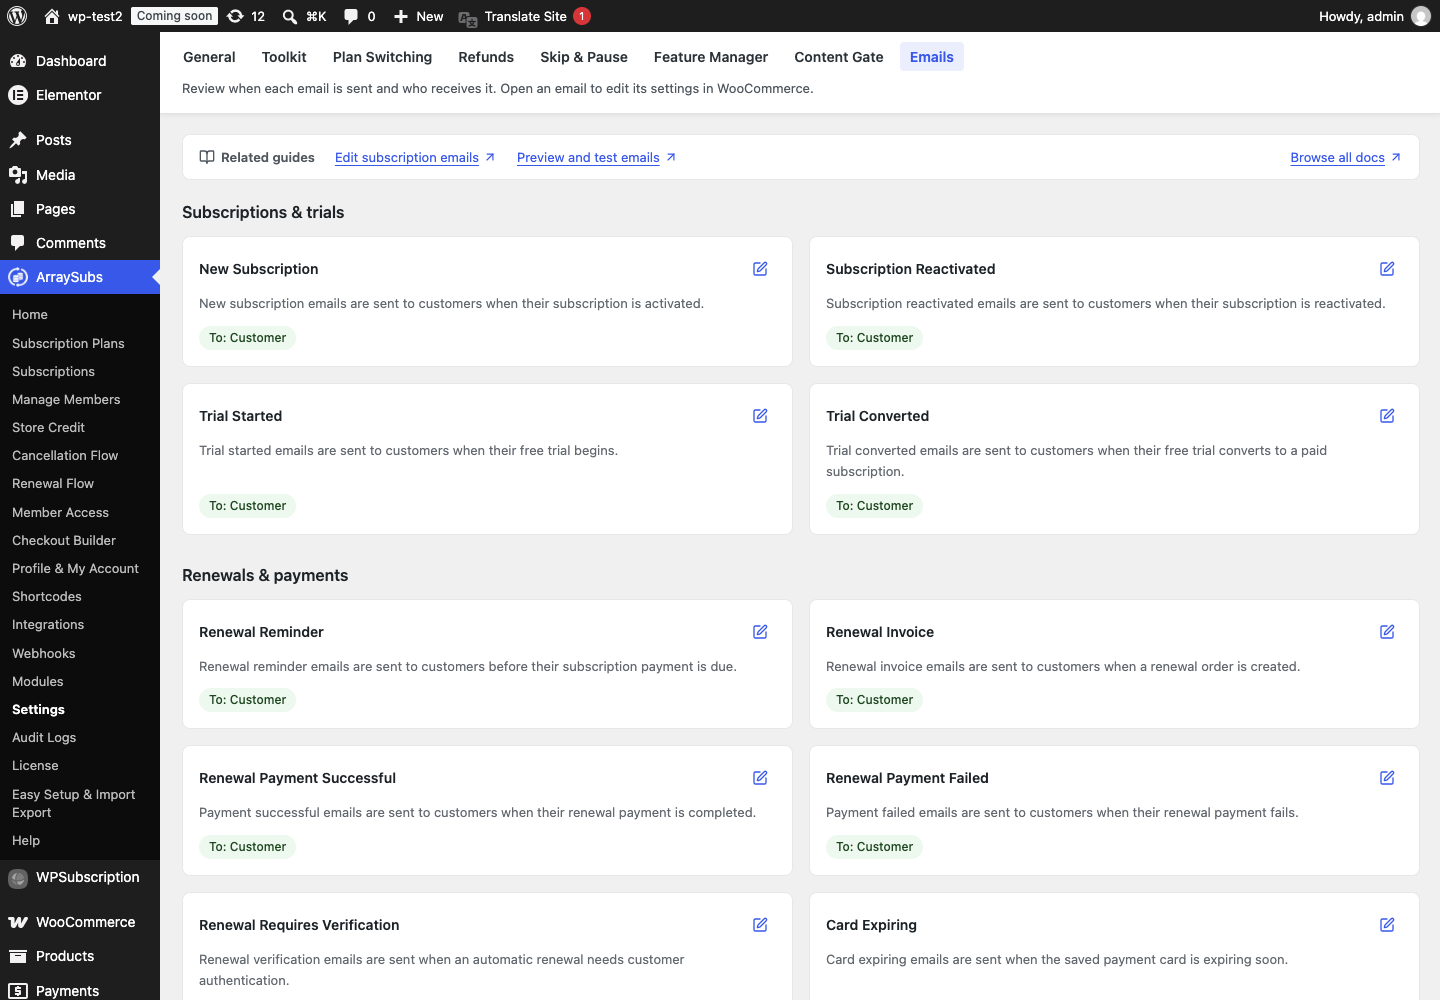 wp-test2 Coming soon 12 ⌘K 0 New Translate Site 1 Howdy, admin
Dashboard
Elementor
Posts
Media
Pages
Comments
ArraySubs
Home
Subscription Plans
Subscriptions
Manage Members
Store Credit
Cancellation Flow
Renewal Flow
Member Access
Checkout Builder
Profile & My Account
Shortcodes
Integrations
Webhooks
Modules
Settings
Audit Logs
License
Easy Setup & Import
Export
Help
WPSubscription
WooCommerce
Products
Payments
General Toolkit Plan Switching Refunds Skip & Pause Feature Manager Content Gate Emails
Review when each email is sent and who receives it. Open an email to edit its settings in WooCommerce.
Related guides Edit subscription emails ↗ Preview and test emails ↗ Browse all docs ↗
Subscriptions & trials
New Subscription
New subscription emails are sent to customers when their subscription is activated.
To: Customer
Subscription Reactivated
Subscription reactivated emails are sent to customers when their subscription is reactivated.
To: Customer
Trial Started
Trial started emails are sent to customers when their free trial begins.
To: Customer
Trial Converted
Trial converted emails are sent to customers when their free trial converts to a paid
subscription.
To: Customer
Renewals & payments
Renewal Reminder
Renewal reminder emails are sent to customers before their subscription payment is due.
To: Customer
Renewal Invoice
Renewal invoice emails are sent to customers when a renewal order is created.
To: Customer
Renewal Payment Successful
Payment successful emails are sent to customers when their renewal payment is completed.
To: Customer
Renewal Payment Failed
Payment failed emails are sent to customers when their renewal payment fails.
To: Customer
Renewal Requires Verification
Renewal verification emails are sent when an automatic renewal needs customer
authentication.
Card Expiring
Card expiring emails are sent when the saved payment card is expiring soon.